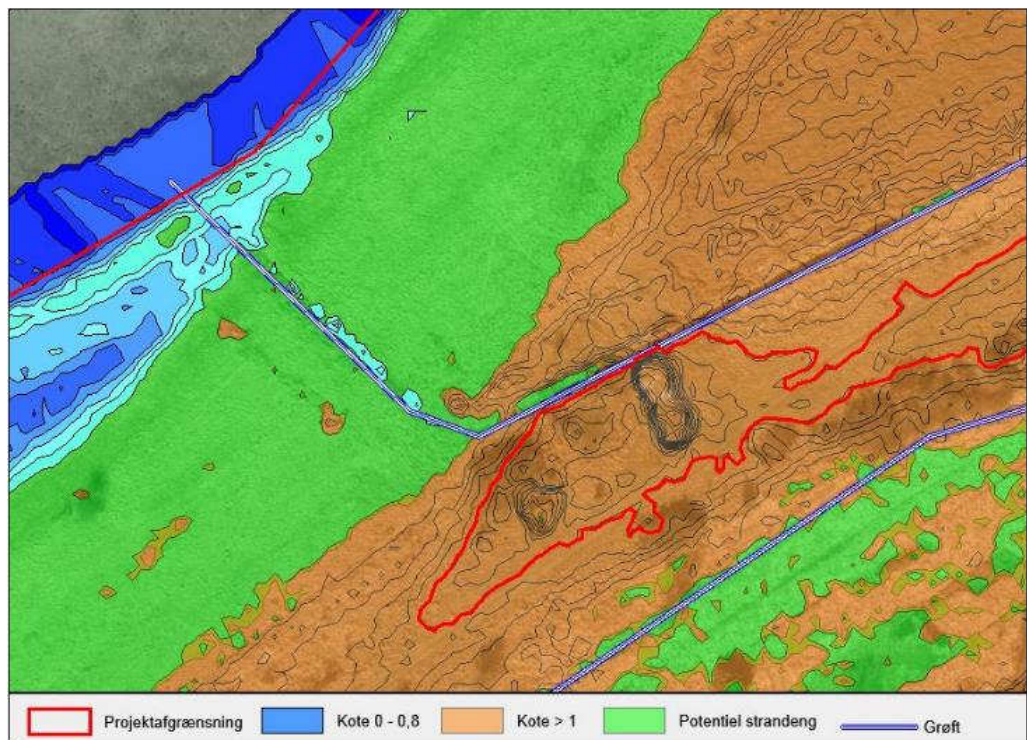 Projektafgrænsning Kote 0 - 0,8 Kote > 1 Potentiel strandeng Grøft